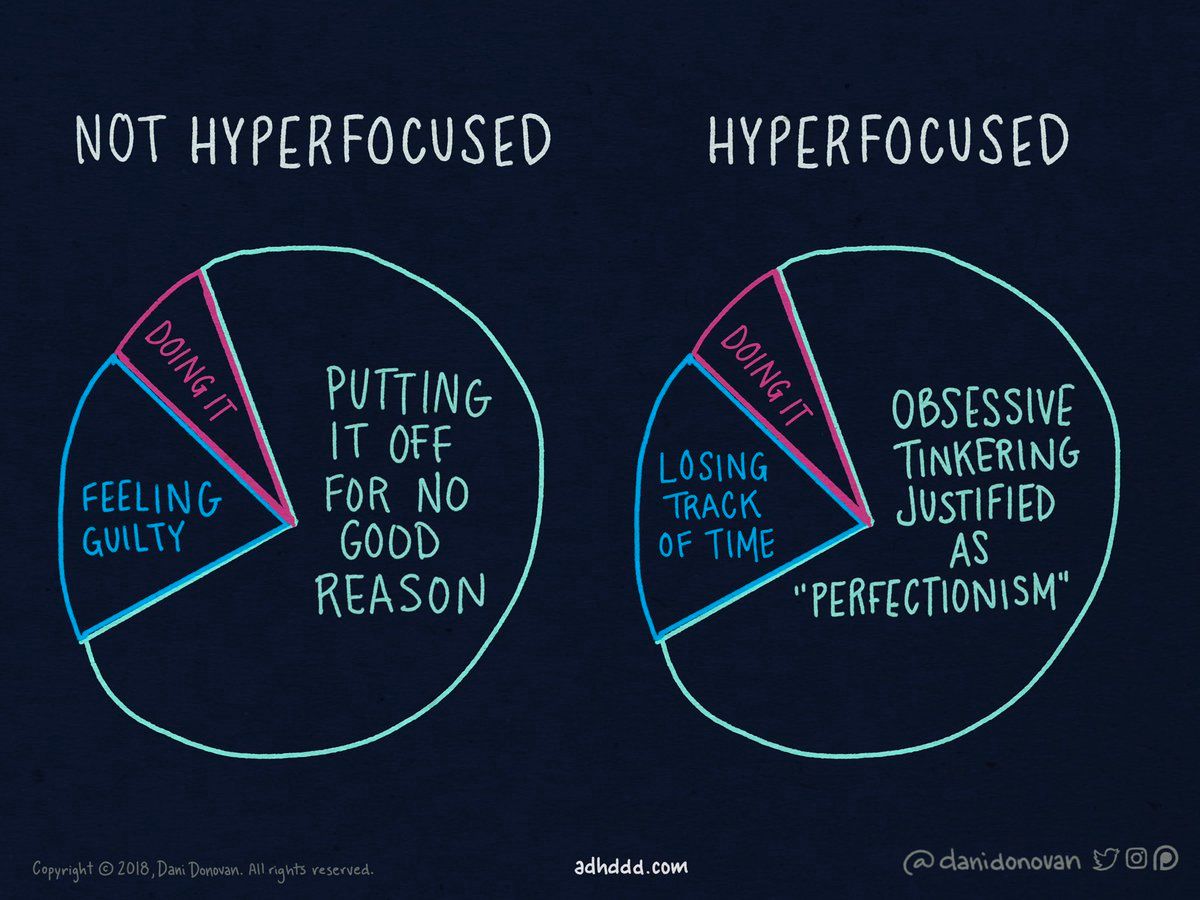 NOT HYPERFOCUSED
DOING IT
FEELING
GUILTY
PUTTING
IT OFF
FOR NO
GOOD
REASON
HYPERFOCUSED
DOING IT
LOSING
TRACK
OF TIME
OBSESSIVE
TINKERING
JUSTIFIED
AS
"PERFECTIONISM"
Copyright © 2018, Dani Donovan. All rights reserved.
adhddd.com
@danidonovan